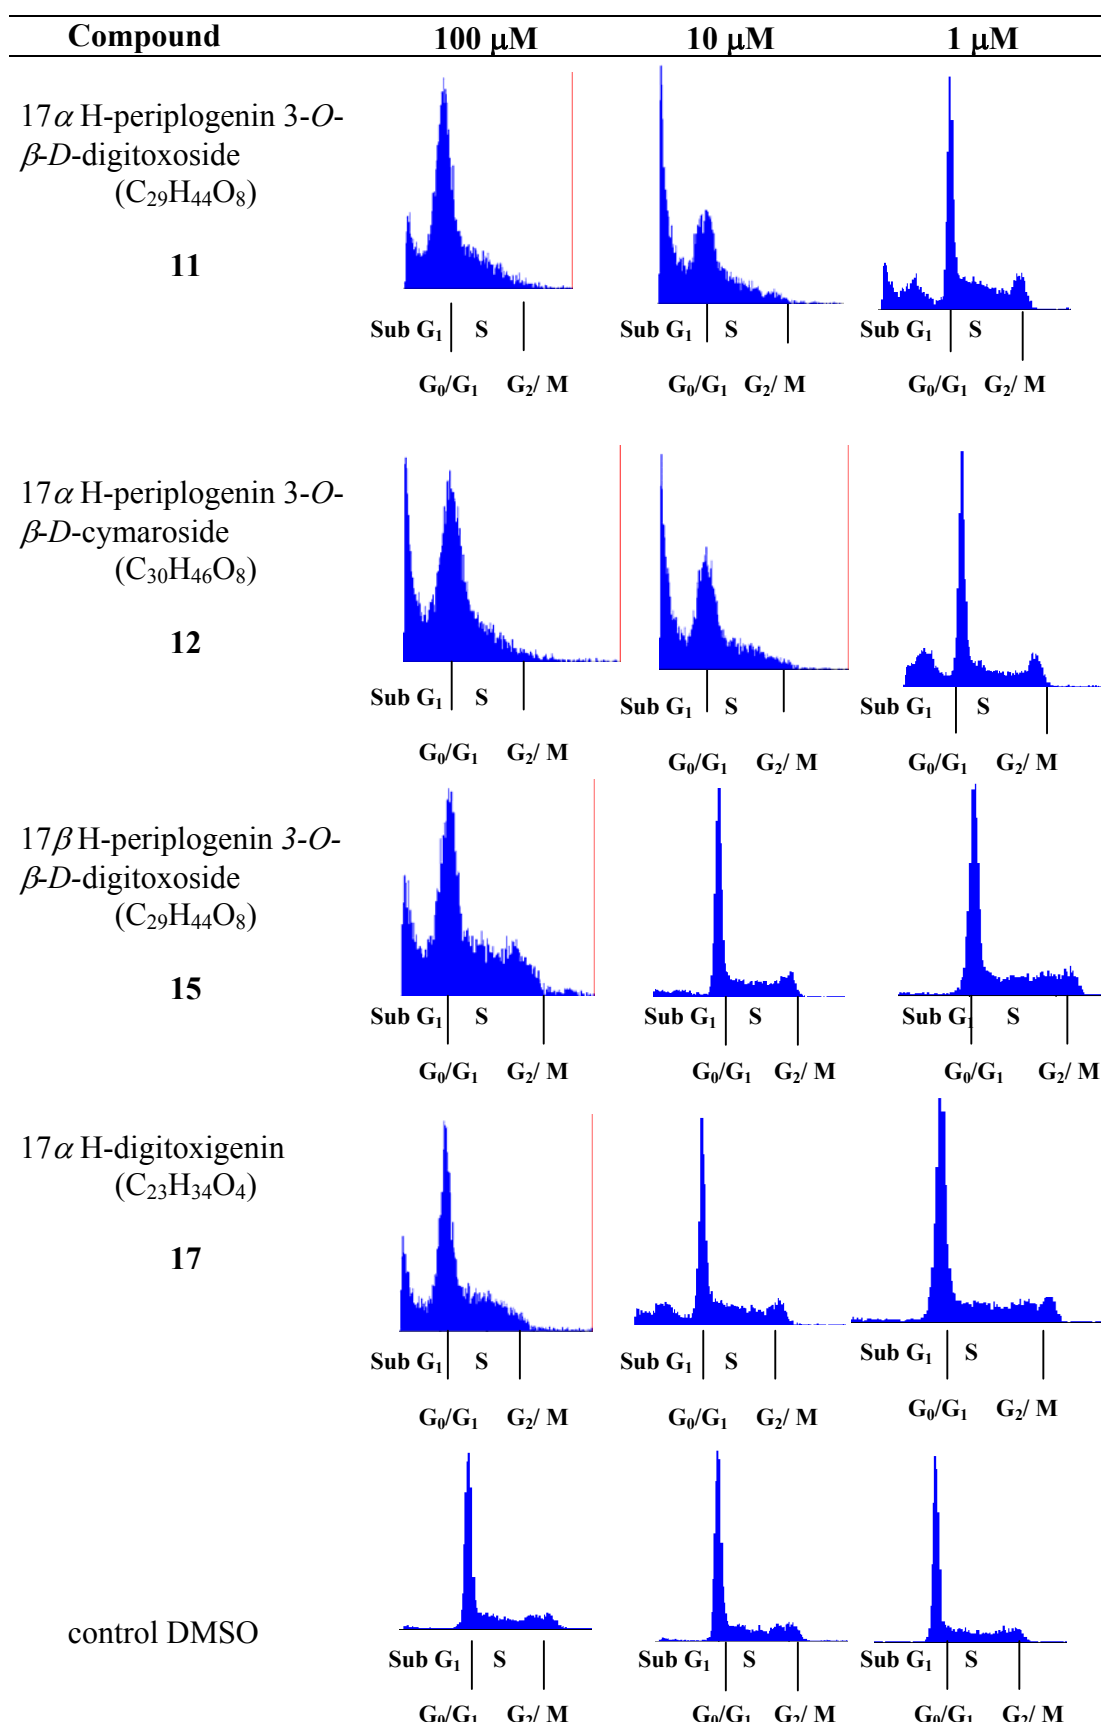 Compound 100 μM 10 μM 1 μM
17α H-periplogenin 3-O-
β-D-digitoxoside
(C₂₉H₄₄O₈)
11
Sub G₁ S Sub G₁ S Sub G₁ S
G₀/G₁ G₂/ M G₀/G₁ G₂/ M G₀/G₁ G₂/ M
17α H-periplogenin 3-O-
β-D-cymaroside
(C₃₀H₄₆O₈)
12
Sub G₁ S Sub G₁ S Sub G₁ S
G₀/G₁ G₂/ M G₀/G₁ G₂/ M G₀/G₁ G₂/ M
17β H-periplogenin 3-O-
β-D-digitoxoside
(C₂₉H₄₄O₈)
15
Sub G₁ S Sub G₁ S Sub G₁ S
G₀/G₁ G₂/ M G₀/G₁ G₂/ M G₀/G₁ G₂/ M
17α H-digitoxigenin
(C₂₃H₃₄O₄)
17
Sub G₁ S Sub G₁ S Sub G₁ S
G₀/G₁ G₂/ M G₀/G₁ G₂/ M G₀/G₁ G₂/ M
control DMSO
Sub G₁ S Sub G₁ S Sub G₁ S
G₀/G₁ G₂/ M G₀/G₁ G₂/ M G₀/G₁ G₂/ M